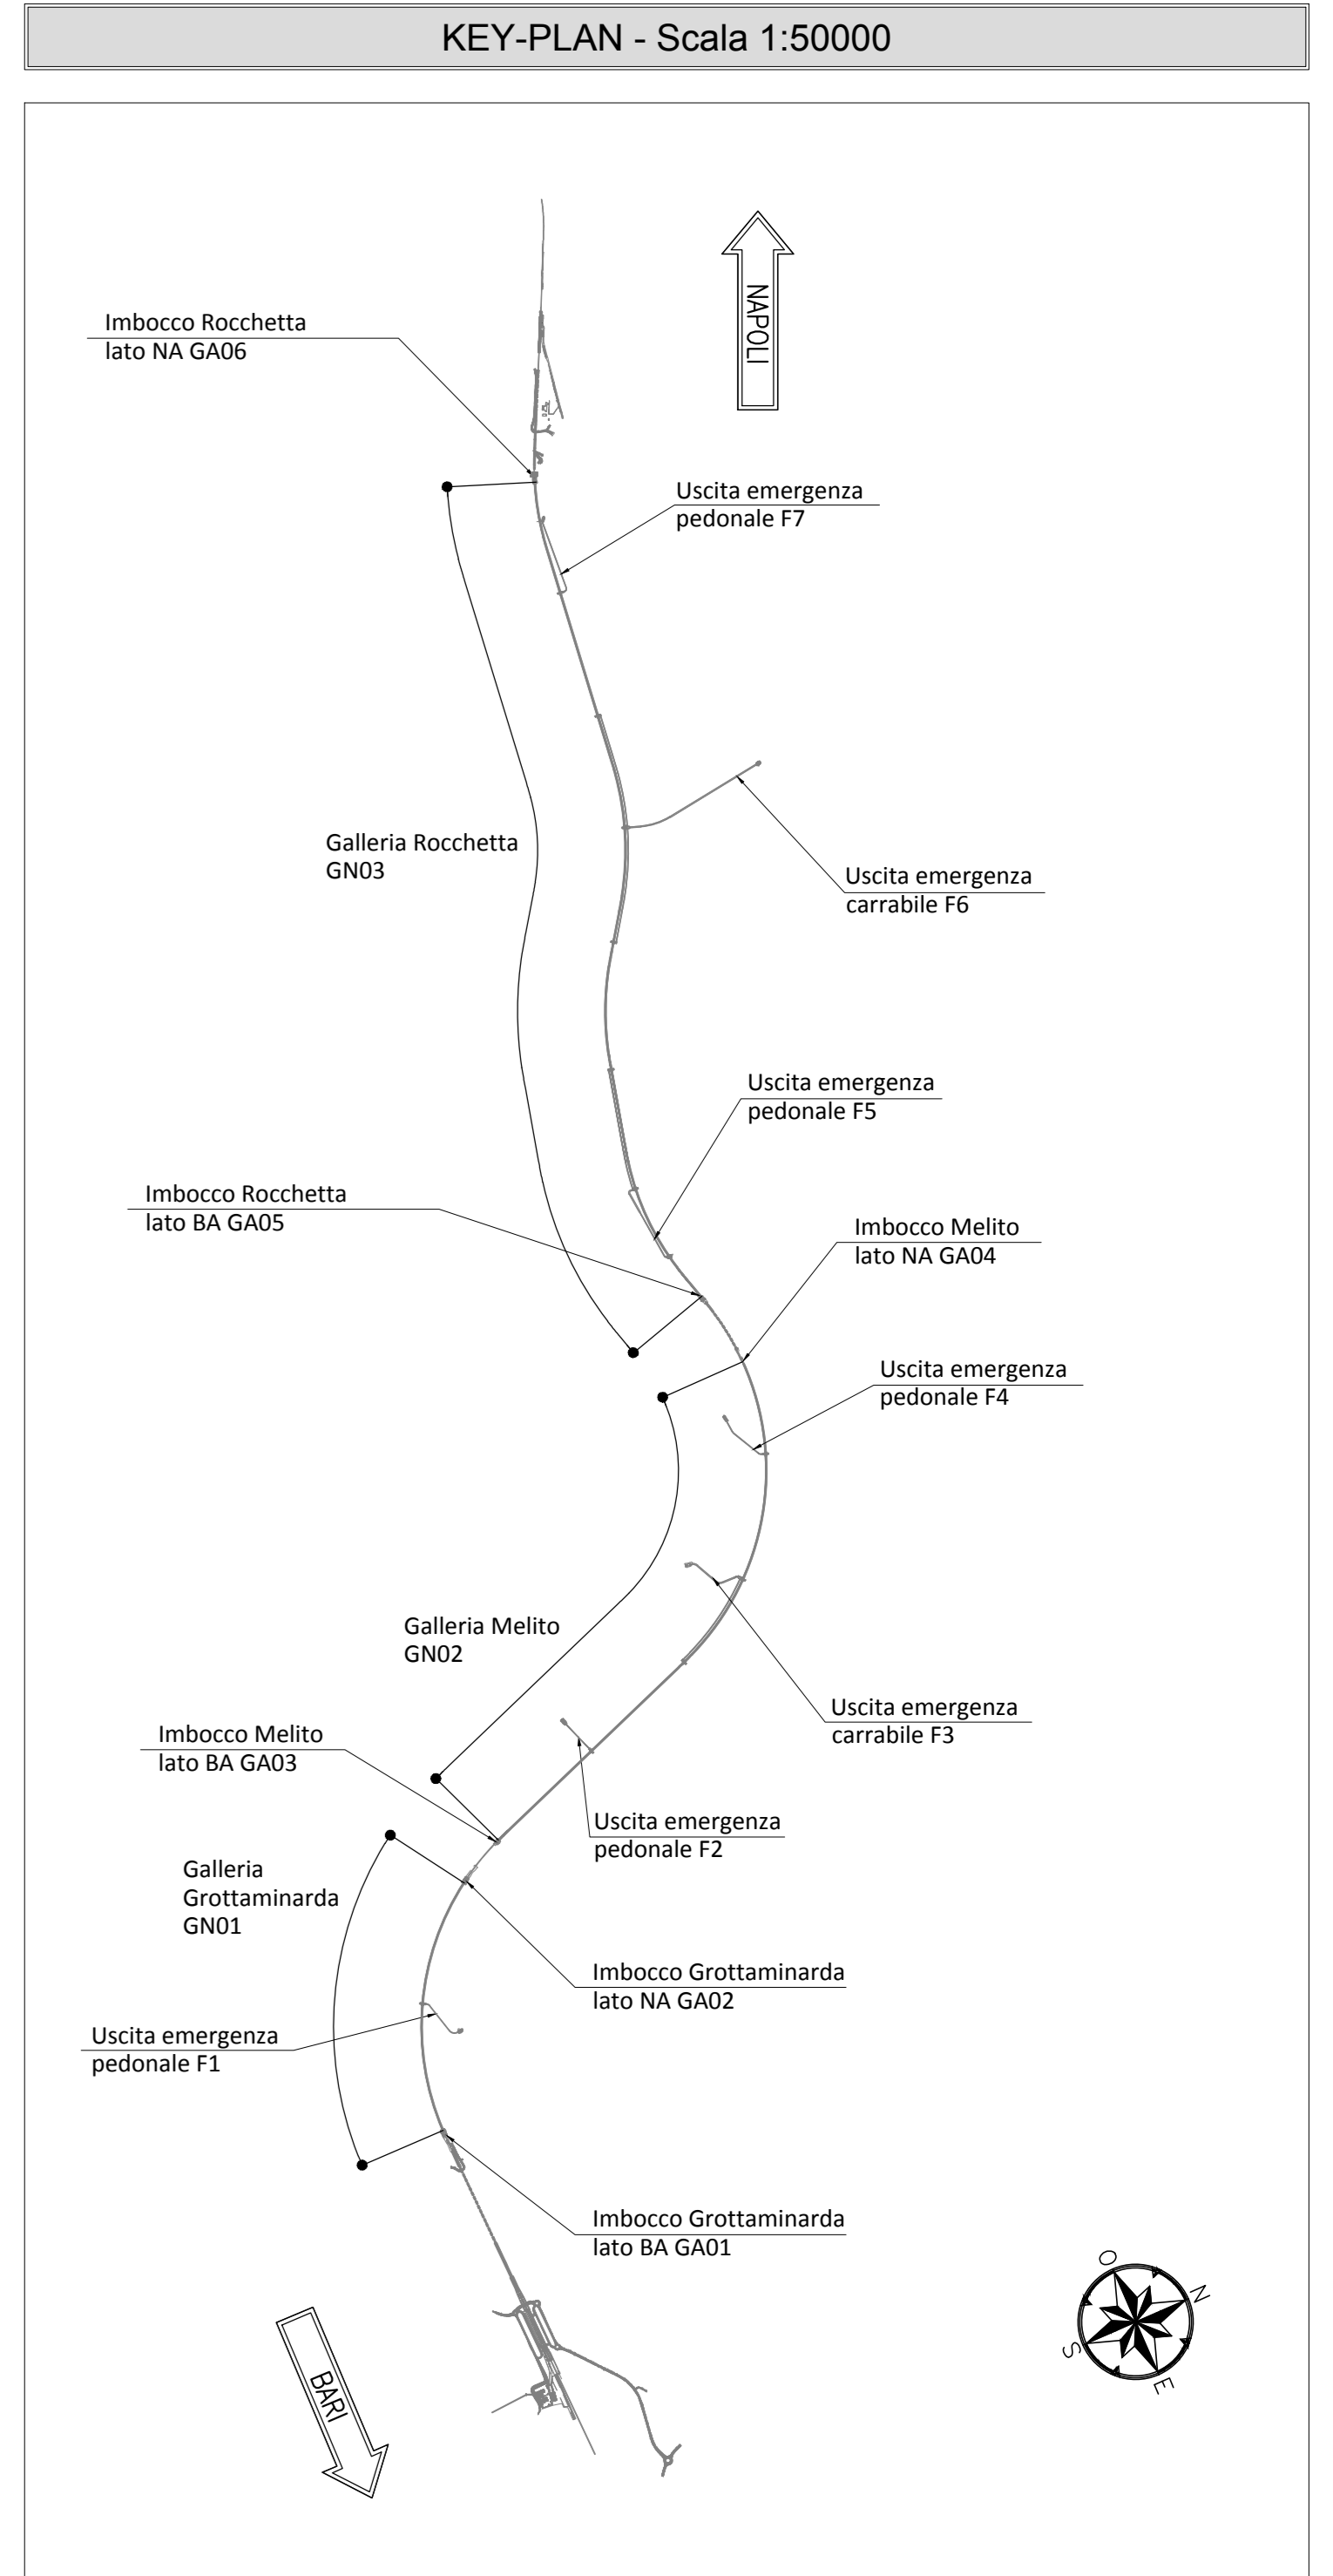 KEY-PLAN - Scala 1:50000
NAPOLI
Imbocco Rocchetta
lato NA GA06
Uscita emergenza
pedonale F7
Galleria Rocchetta
GN03
Uscita emergenza
carrabile F6
Uscita emergenza
pedonale F5
Imbocco Rocchetta
lato BA GA05
Imbocco Melito
lato NA GA04
Uscita emergenza
pedonale F4
Galleria Melito
GN02
Uscita emergenza
carrabile F3
Imbocco Melito
lato BA GA03
Uscita emergenza
pedonale F2
Galleria
Grottaminarda
GN01
Imbocco Grottaminarda
lato NA GA02
Uscita emergenza
pedonale F1
Imbocco Grottaminarda
lato BA GA01
BARI
O
N
S
E